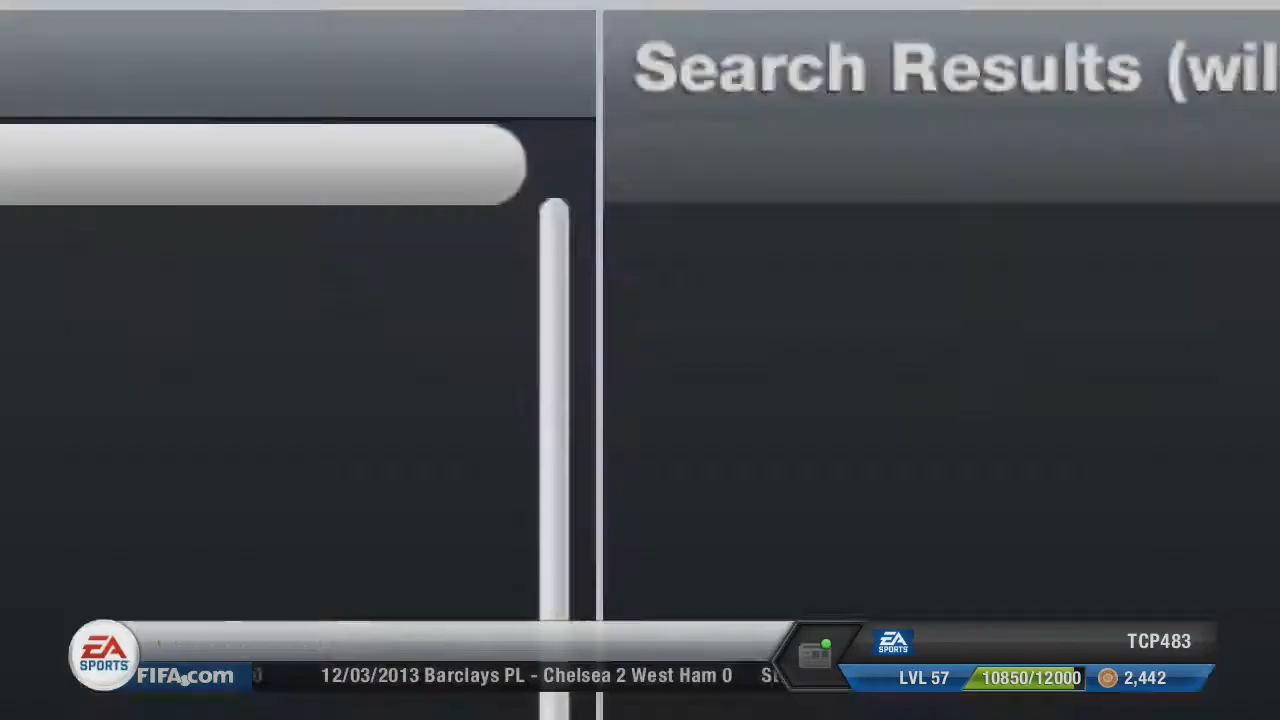 Search Results (wil
EA
SPORTS
EA
SPORTS
TCP483
FIFA.com
12/03/2013 Barclays PL - Chelsea 2 West Ham 0
LVL 57
10850/12000
2,442